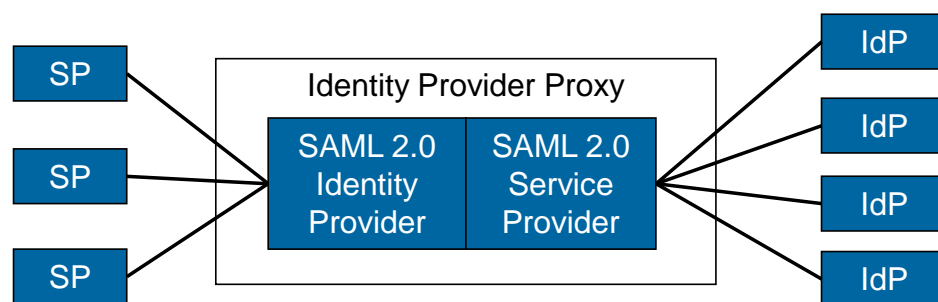 SP
SP
SP
Identity Provider Proxy
SAML 2.0
Identity
Provider
SAML 2.0
Service
Provider
IdP
IdP
IdP
IdP